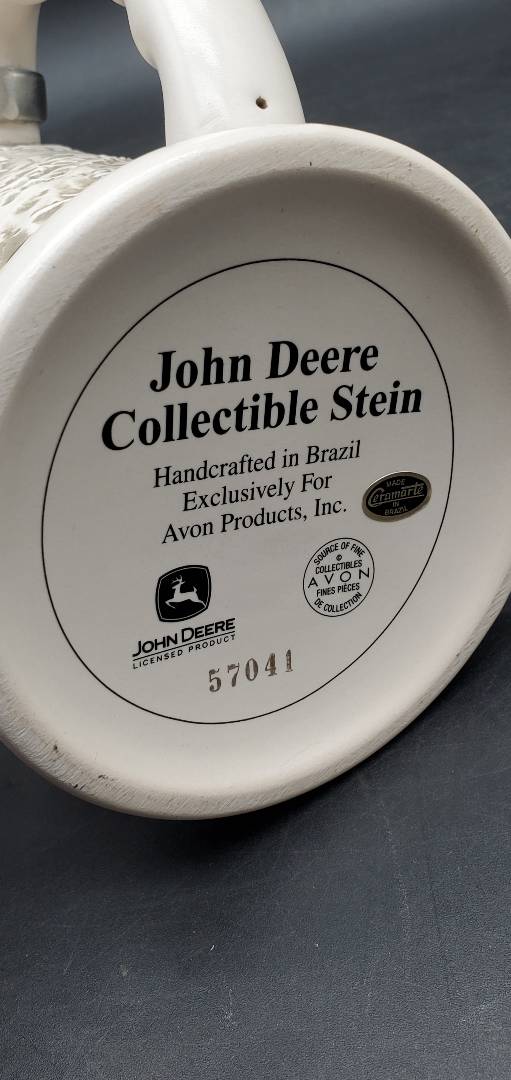 John Deere
Collectible Stein
Handcrafted in Brazil
Exclusively For
Avon Products, Inc.
MADE
Ceramarte
IN
BRAZIL
SOURCE OF FINE
©
COLLECTIBLES
AVON
FINES PIÈCES
DE COLLECTION
JOHN DEERE
LICENSED PRODUCT
57041